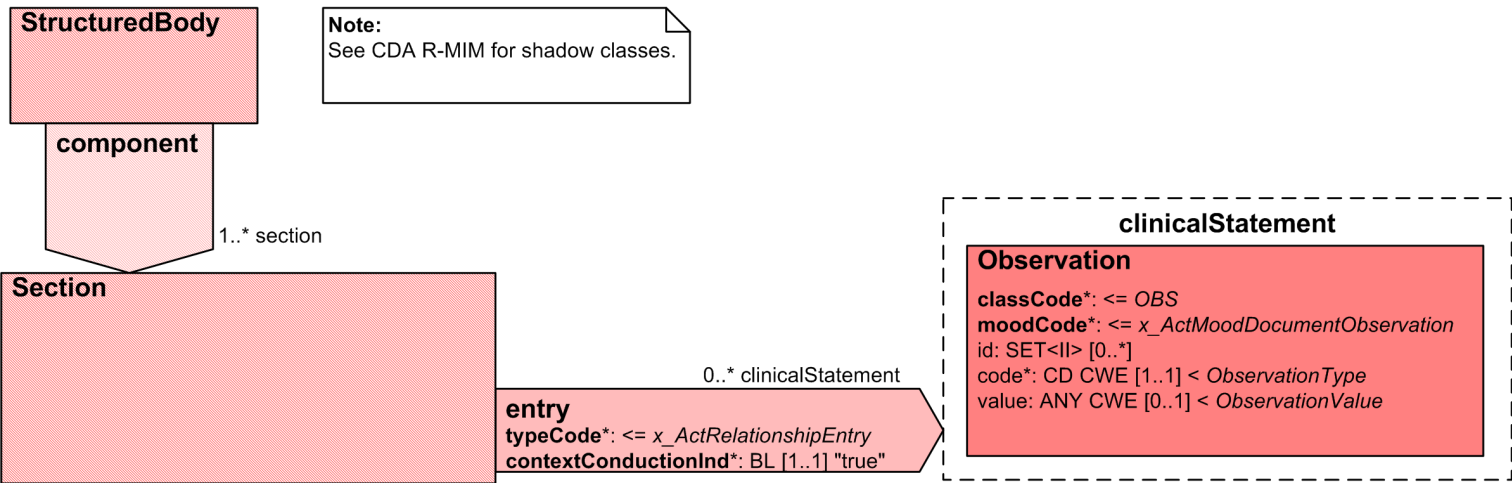 StructuredBody
Note:
See CDA R-MIM for shadow classes.
component
1..* section
Section
0..* clinicalStatement
entry
typeCode*: <= x_ActRelationshipEntry
contextConductionInd*: BL [1..1] "true"
clinicalStatement
Observation
classCode*: <= OBS
moodCode*: <= x_ActMoodDocumentObservation
id: SET<II> [0..*]
code*: CD CWE [1..1] < ObservationType
value: ANY CWE [0..1] < ObservationValue